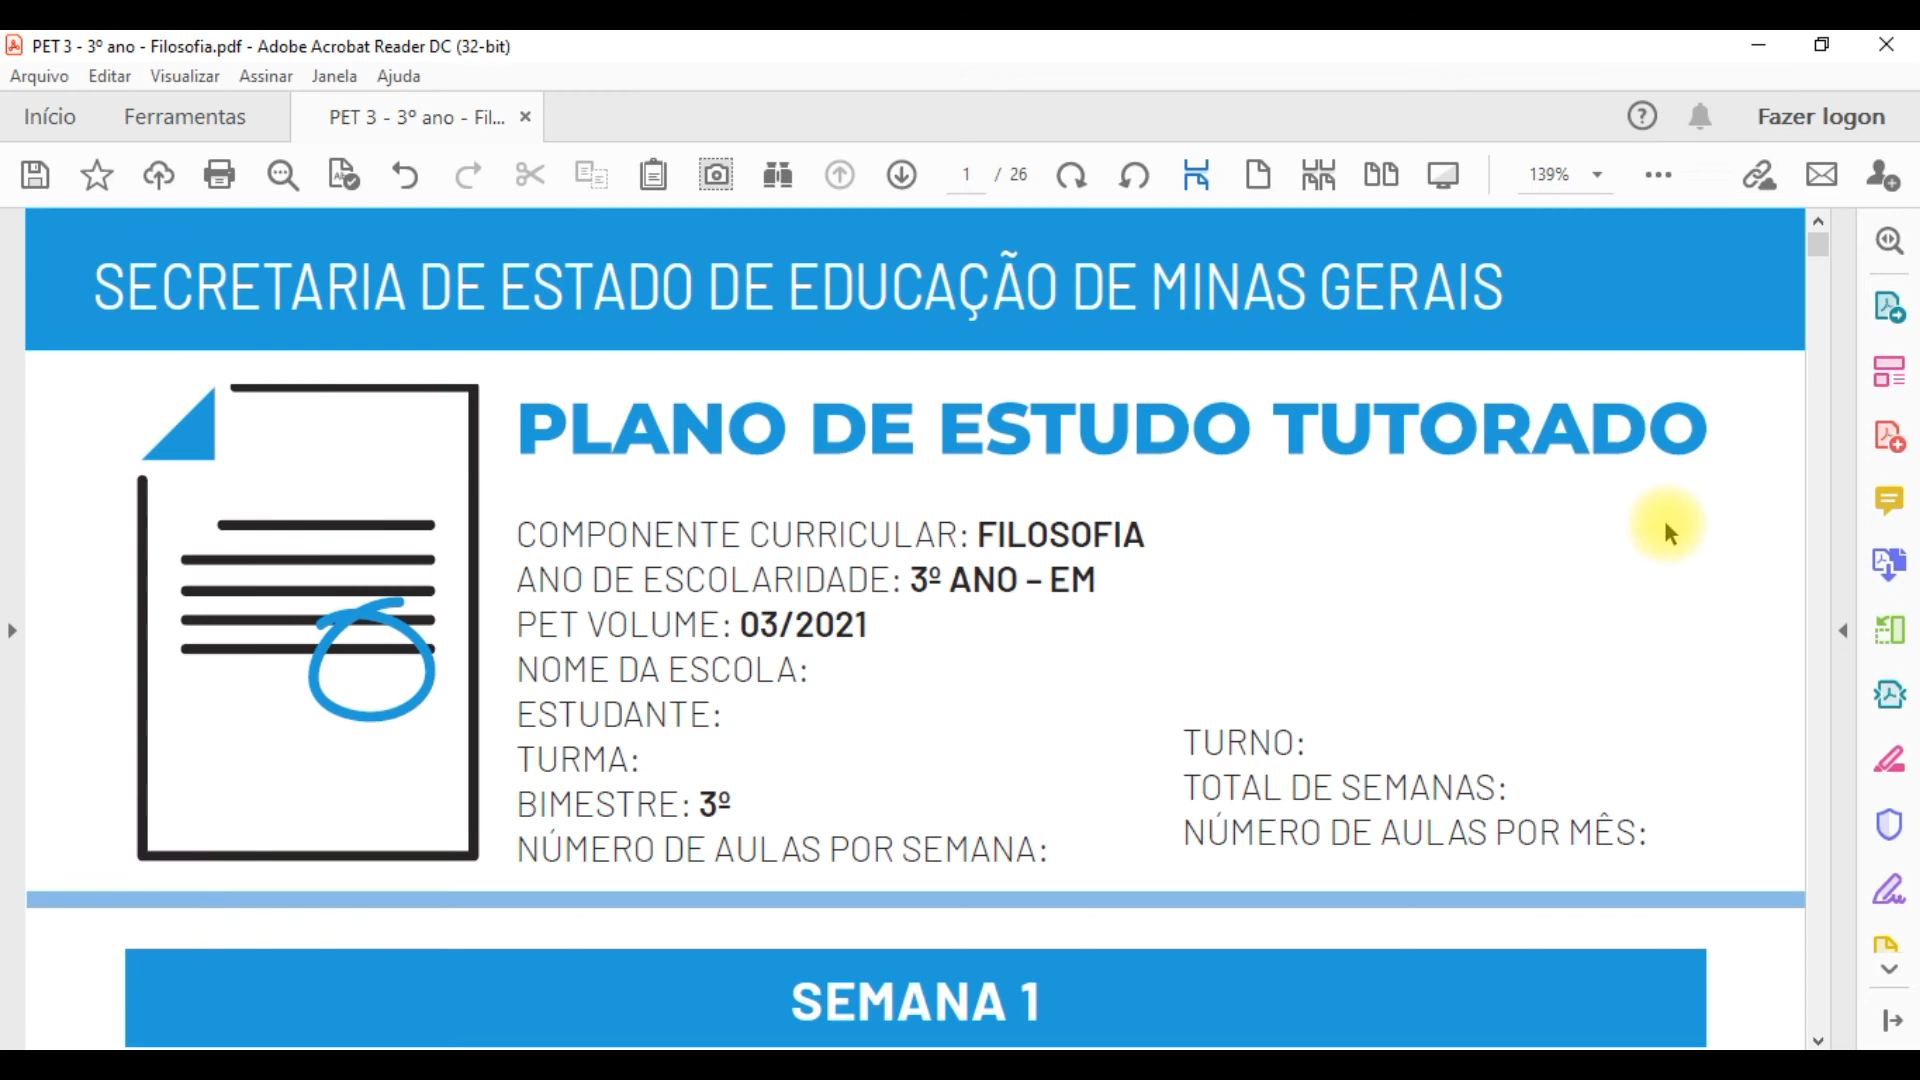 PET 3 - 3º ano - Filosofia.pdf - Adobe Acrobat Reader DC (32-bit)
Arquivo Editar Visualizar Assinar Janela Ajuda
Início Ferramentas PET 3 - 3º ano - Fil... × ? Fazer logon
1 / 26 139%
SECRETARIA DE ESTADO DE EDUCAÇÃO DE MINAS GERAIS
PLANO DE ESTUDO TUTORADO
COMPONENTE CURRICULAR: FILOSOFIA
ANO DE ESCOLARIDADE: 3º ANO – EM
PET VOLUME: 03/2021
NOME DA ESCOLA:
ESTUDANTE:
TURMA:
BIMESTRE: 3º
NÚMERO DE AULAS POR SEMANA:
TURNO:
TOTAL DE SEMANAS:
NÚMERO DE AULAS POR MÊS:
SEMANA 1